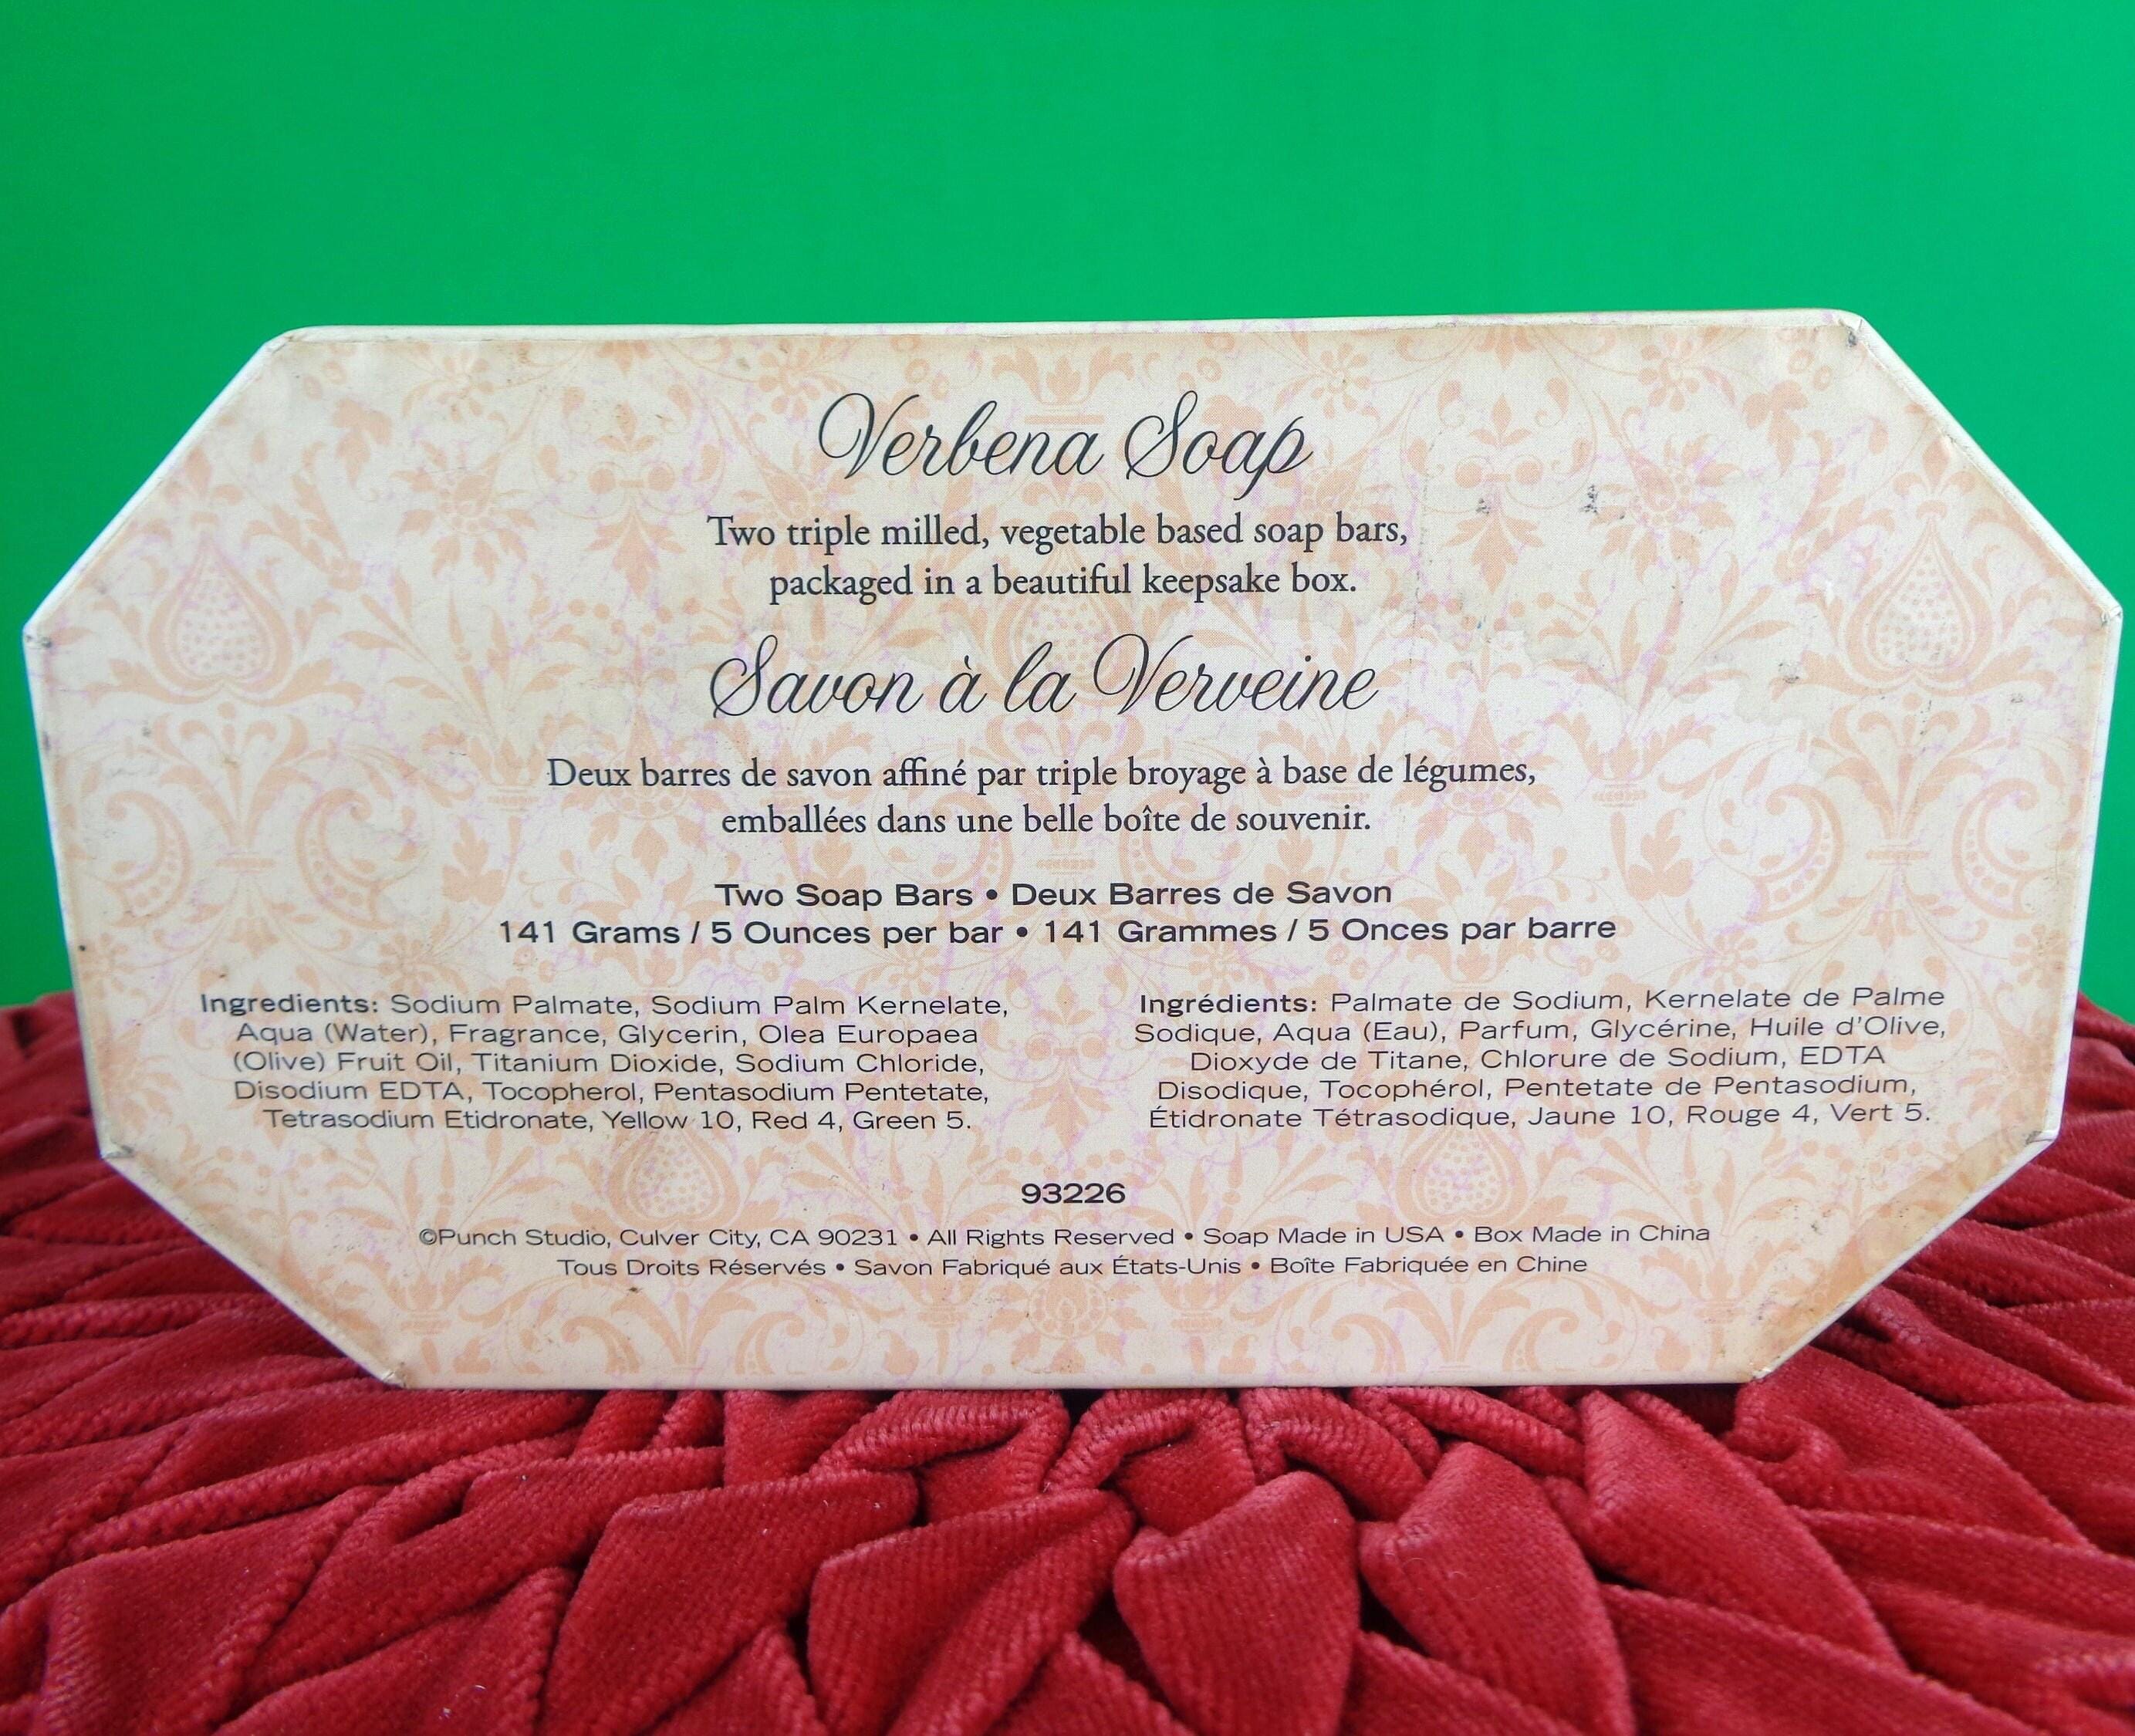 Verbena Soap
Two triple milled, vegetable based soap bars,
packaged in a beautiful keepsake box.
Savon à la Verveine
Deux barres de savon affiné par triple broyage à base de légumes,
emballées dans une belle boîte de souvenir.
Two Soap Bars • Deux Barres de Savon
141 Grams / 5 Ounces per bar • 141 Grammes / 5 Onces par barre
Ingredients: Sodium Palmate, Sodium Palm Kernelate,
Aqua (Water), Fragrance, Glycerin, Olea Europaea
(Olive) Fruit Oil, Titanium Dioxide, Sodium Chloride,
Disodium EDTA, Tocopherol, Pentasodium Pentetate,
Tetrasodium Etidronate, Yellow 10, Red 4, Green 5.
Ingrédients: Palmate de Sodium, Kernelate de Palme
Sodique, Aqua (Eau), Parfum, Glycérine, Huile d'Olive,
Dioxyde de Titane, Chlorure de Sodium, EDTA
Disodique, Tocophérol, Pentetate de Pentasodium,
Étidronate Tétrasodique, Jaune 10, Rouge 4, Vert 5.
93226
©Punch Studio, Culver City, CA 90231 • All Rights Reserved • Soap Made in USA • Box Made in China
Tous Droits Réservés • Savon Fabriqué aux États-Unis • Boîte Fabriquée en Chine